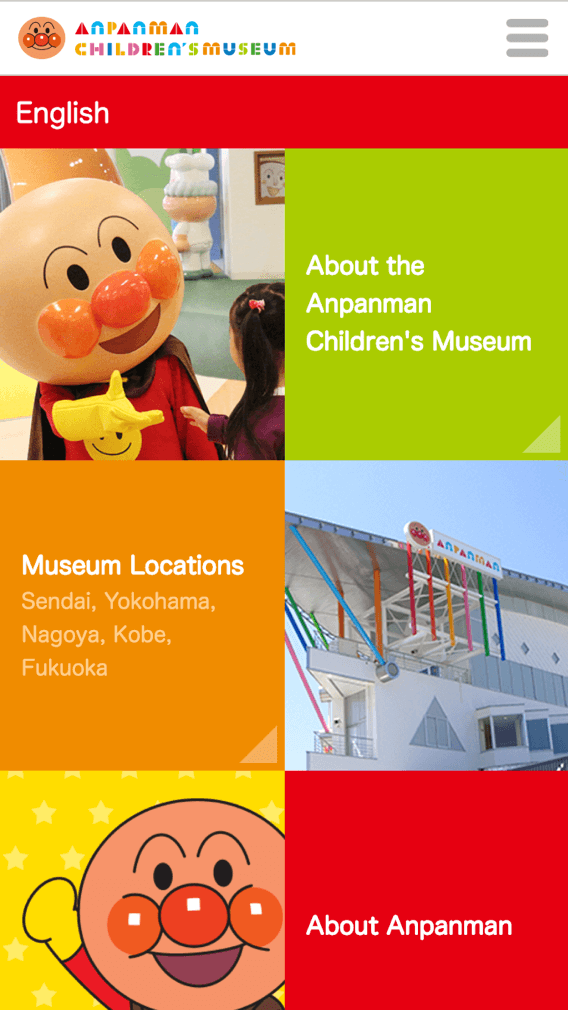 ANPANMAN
CHILDREN'S MUSEUM
English
About the
Anpanman
Children's Museum
Museum Locations
Sendai, Yokohama,
Nagoya, Kobe,
Fukuoka
ANPANMAN
About Anpanman